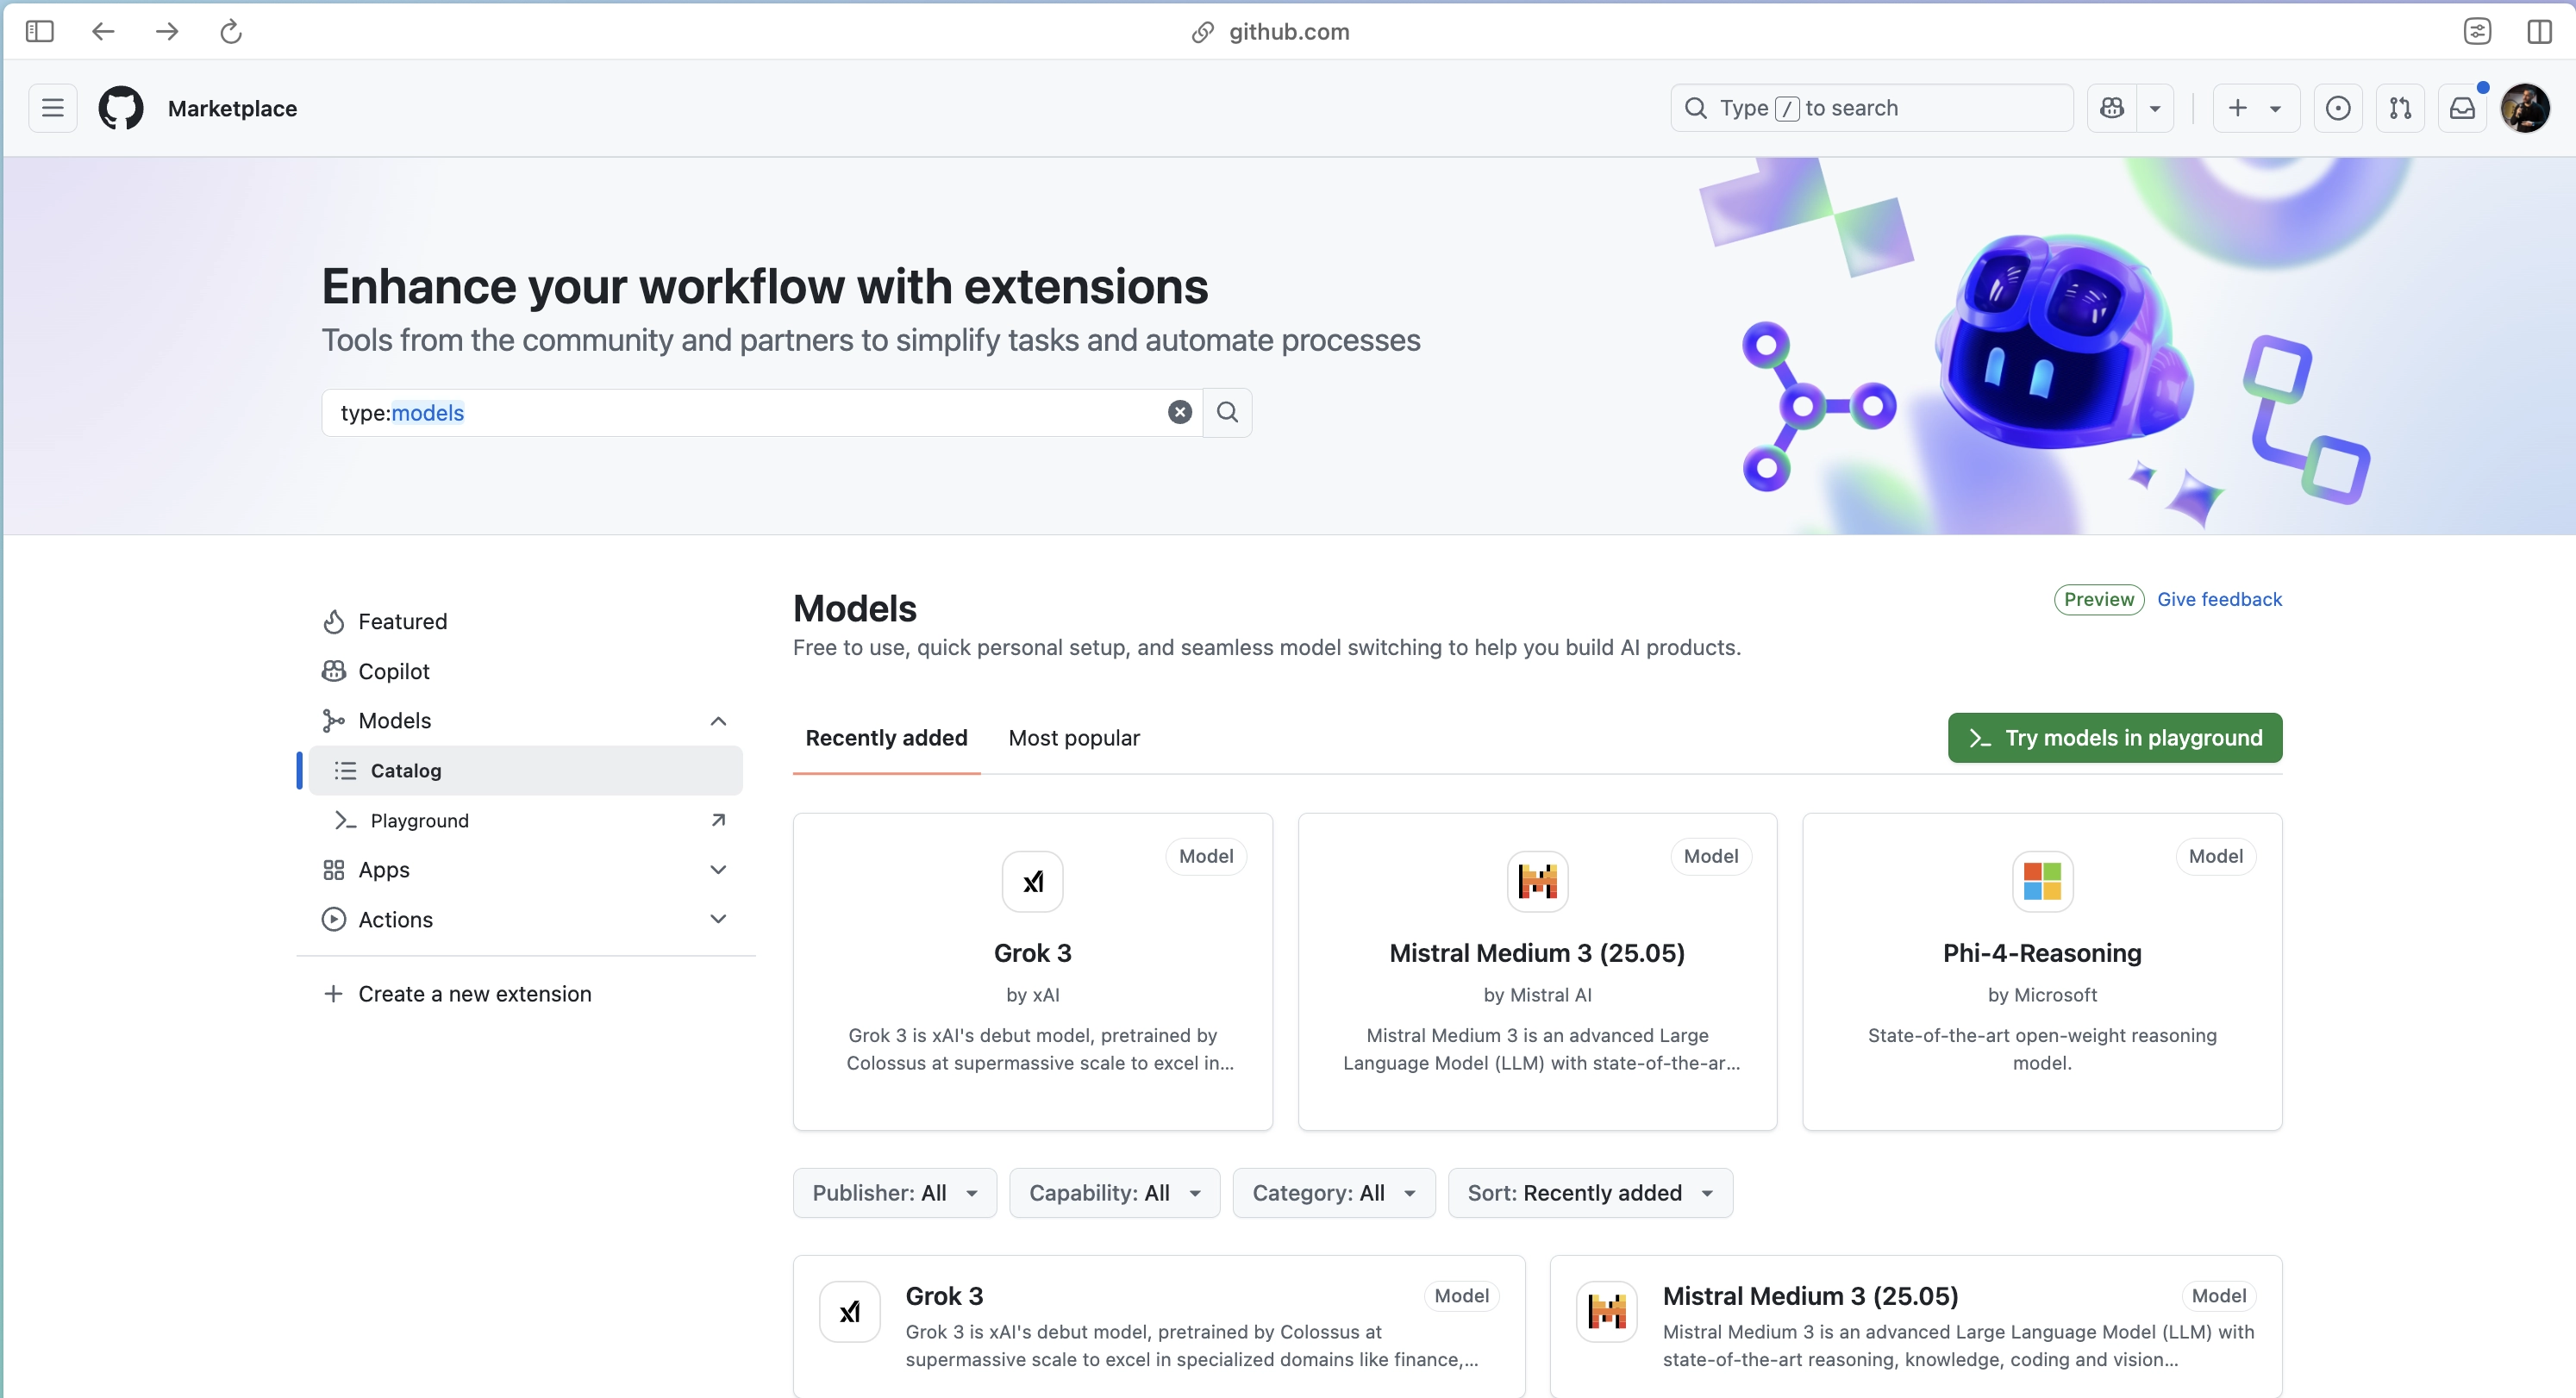 github.com
Marketplace
Type / to search
Enhance your workflow with extensions
Tools from the community and partners to simplify tasks and automate processes
type:models
Featured
Copilot
Models
Catalog
Playground
Apps
Actions
Create a new extension
Models
Preview
Give feedback
Free to use, quick personal setup, and seamless model switching to help you build AI products.
Recently added
Most popular
Try models in playground
Model
Grok 3
by xAI
Grok 3 is xAI's debut model, pretrained by
Colossus at supermassive scale to excel in...
Model
Mistral Medium 3 (25.05)
by Mistral AI
Mistral Medium 3 is an advanced Large
Language Model (LLM) with state-of-the-ar...
Model
Phi-4-Reasoning
by Microsoft
State-of-the-art open-weight reasoning
model.
Publisher: All
Capability: All
Category: All
Sort: Recently added
Grok 3
Model
Grok 3 is xAI's debut model, pretrained by Colossus at
supermassive scale to excel in specialized domains like finance,...
Mistral Medium 3 (25.05)
Model
Mistral Medium 3 is an advanced Large Language Model (LLM) with
state-of-the-art reasoning, knowledge, coding and vision...